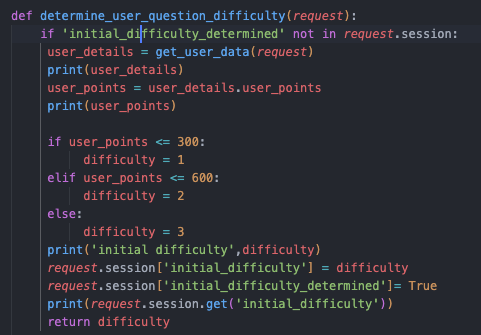 def determine_user_question_difficulty(request):
    if 'initial_difficulty_determined' not in request.session:
     user_details = get_user_data(request)
     print(user_details)
     user_points = user_details.user_points
     print(user_points)

     if user_points <= 300:
          difficulty = 1
     elif user_points <= 600:
          difficulty = 2
     else:
          difficulty = 3
     print('initial difficulty',difficulty)
     request.session['initial_difficulty'] = difficulty
     request.session['initial_difficulty_determined']= True
     print(request.session.get('initial_difficulty'))
     return difficulty